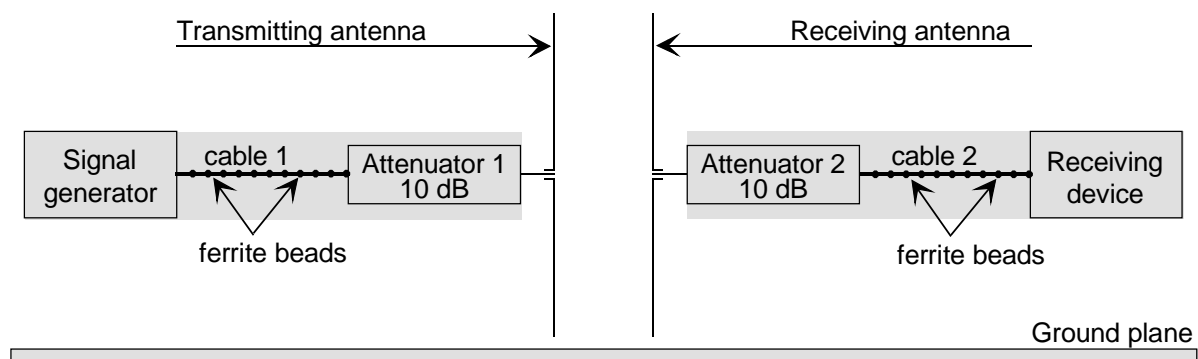 Transmitting antenna
Receiving antenna
Signal
generator
cable 1
Attenuator 1
10 dB
Attenuator 2
10 dB
cable 2
Receiving
device
ferrite beads
ferrite beads
Ground plane